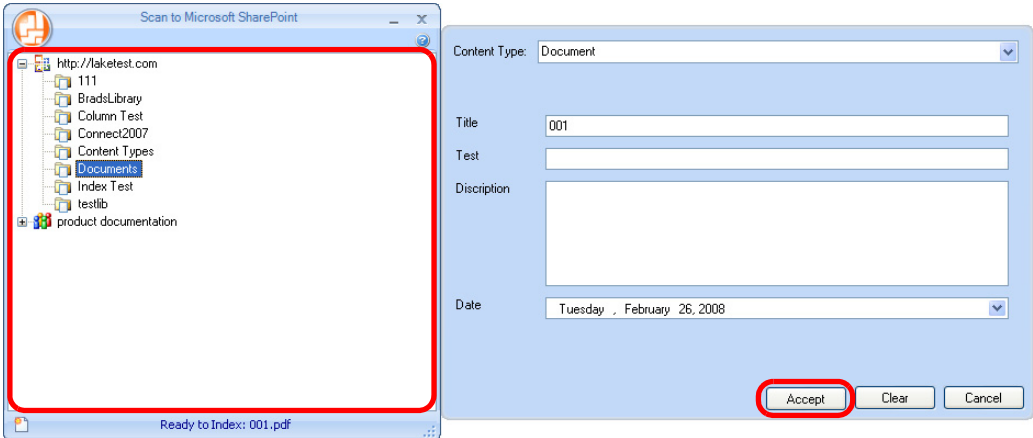 Scan to Microsoft SharePoint
http://laketest.com
111
BradsLibrary
Column Test
Connect2007
Content Types
Documents
Index Test
testlib
product documentation
Ready to Index: 001.pdf
Content Type: Document
Title 001
Test
Discription
Date Tuesday , February 26, 2008
Accept Clear Cancel